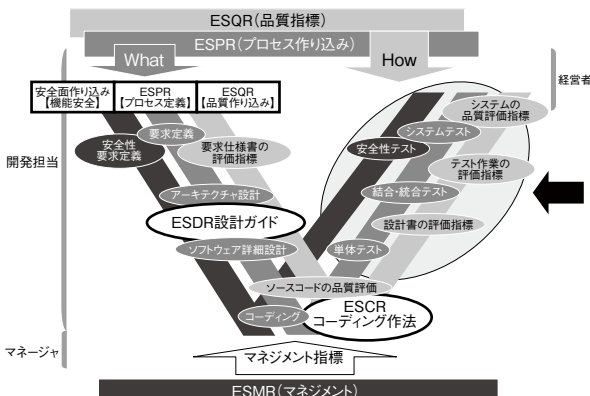 ESQR(品質指標)
ESPR(プロセス作り込み)
What
How
経営者
安全面作り込み
【機能安全】
ESPR
【プロセス定義】
ESQR
【品質作り込み】
システムの
品質評価指標
要求定義
システムテスト
安全性
要求定義
要求仕様書の
評価指標
安全性テスト
開発担当
テスト作業の
評価指標
アーキテクチャ設計
結合・統合テスト
ESDR設計ガイド
設計書の評価指標
ソフトウェア詳細設計
単体テスト
ソースコードの品質評価
コーディング
ESCR
コーディング作法
マネージャ
マネジメント指標
ESMR(マネジメント)